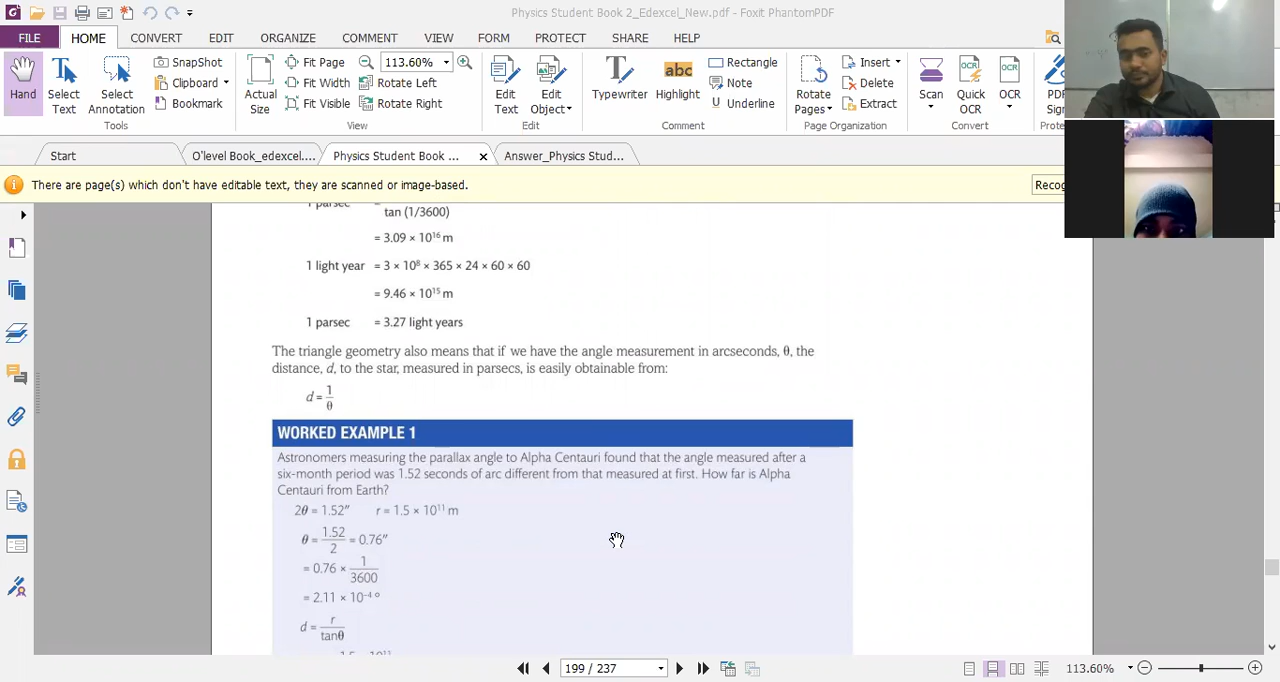 Physics Student Book 2_Edexcel_New.pdf - Foxit PhantomPDF
FILE HOME CONVERT EDIT ORGANIZE COMMENT VIEW FORM PROTECT SHARE HELP
Hand
Select Text
Select Annotation
SnapShot
Clipboard
Bookmark
Tools
Actual Size
Fit Page
Fit Width
Fit Visible
113.60%
Rotate Left
Rotate Right
View
Edit Text
Edit Object
Edit
Typewriter
Highlight
Rectangle
Note
Underline
Comment
Rotate Pages
Insert
Delete
Extract
Page Organization
Scan
Quick OCR
OCR
Convert
PDF Sign
Prote
Start O'level Book_edexcel.... Physics Student Book ... Answer_Physics Stud...
There are page(s) which don't have editable text, they are scanned or image-based.
Recog
1 parsec =
tan (1/3600)
= 3.09 × 10¹⁶ m
1 light year = 3 × 10⁸ × 365 × 24 × 60 × 60
= 9.46 × 10¹⁵ m
1 parsec = 3.27 light years
The triangle geometry also means that if we have the angle measurement in arcseconds, θ, the
distance, d, to the star, measured in parsecs, is easily obtainable from:
d = 1/θ
WORKED EXAMPLE 1
Astronomers measuring the parallax angle to Alpha Centauri found that the angle measured after a
six-month period was 1.52 seconds of arc different from that measured at first. How far is Alpha
Centauri from Earth?
2θ = 1.52″ r = 1.5 × 10¹¹ m
θ = 1.52/2 = 0.76″
= 0.76 × 1/3600
= 2.11 × 10⁻⁴ °
d = r/tanθ
199 / 237
113.60%